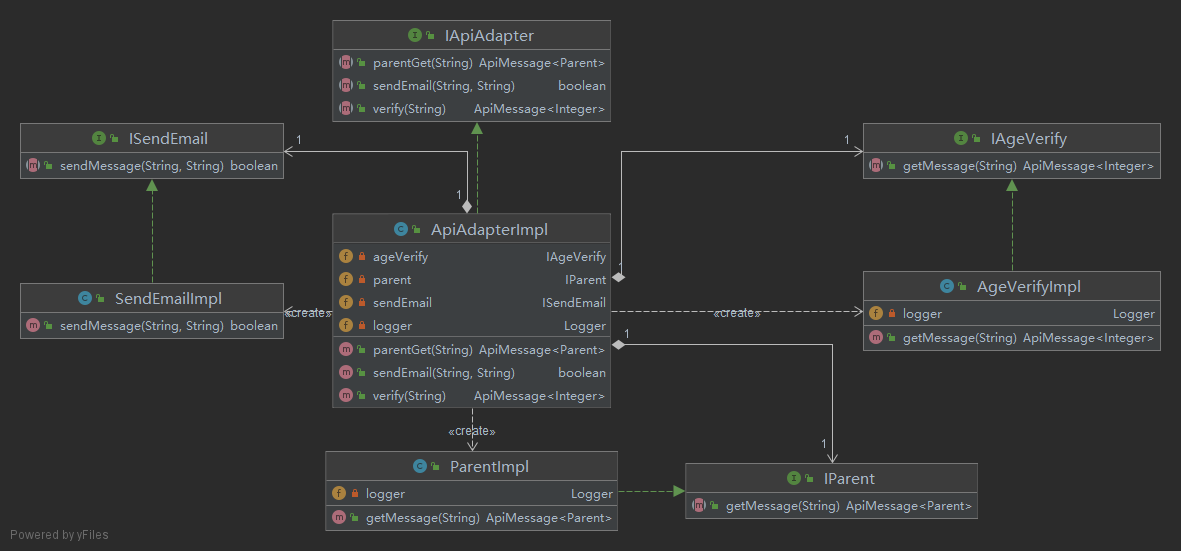 I IApiAdapter
m parentGet(String) ApiMessage<Parent>
m sendEmail(String, String) boolean
m verify(String) ApiMessage<Integer>
I ISendEmail
m sendMessage(String, String) boolean
I IAgeVerify
m getMessage(String) ApiMessage<Integer>
1
1
1
1
C ApiAdapterImpl
f ageVerify IAgeVerify
f parent IParent
f sendEmail ISendEmail
f logger Logger
m parentGet(String) ApiMessage<Parent>
m sendEmail(String, String) boolean
m verify(String) ApiMessage<Integer>
C SendEmailImpl
m sendMessage(String, String) boolean
C AgeVerifyImpl
f logger Logger
m getMessage(String) ApiMessage<Integer>
«create»
«create»
1
«create»
1
C ParentImpl
f logger Logger
m getMessage(String) ApiMessage<Parent>
I IParent
m getMessage(String) ApiMessage<Parent>
Powered by yFiles